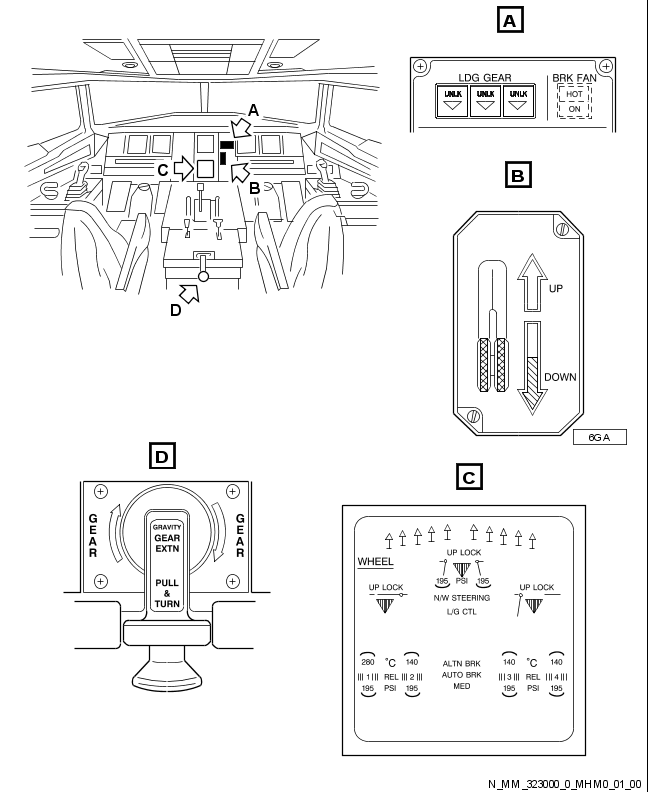 A
LDG GEAR
BRK FAN
UNLK UNLK UNLK
HOT
ON
A
C
B
D
B
UP
DOWN
6GA
D
GEAR
GRAVITY
GEAR
EXTN
PULL
&
TURN
GEAR
C
WHEEL
UP LOCK
195 PSI 195
N/W STEERING
L/G CTL
UP LOCK
UP LOCK
280 °C 140
1 REL 2
195 PSI 195
ALTN BRK
AUTO BRK
MED
140 °C 140
3 REL 4
195 PSI 195
N_MM_323000_0_MHM0_01_00